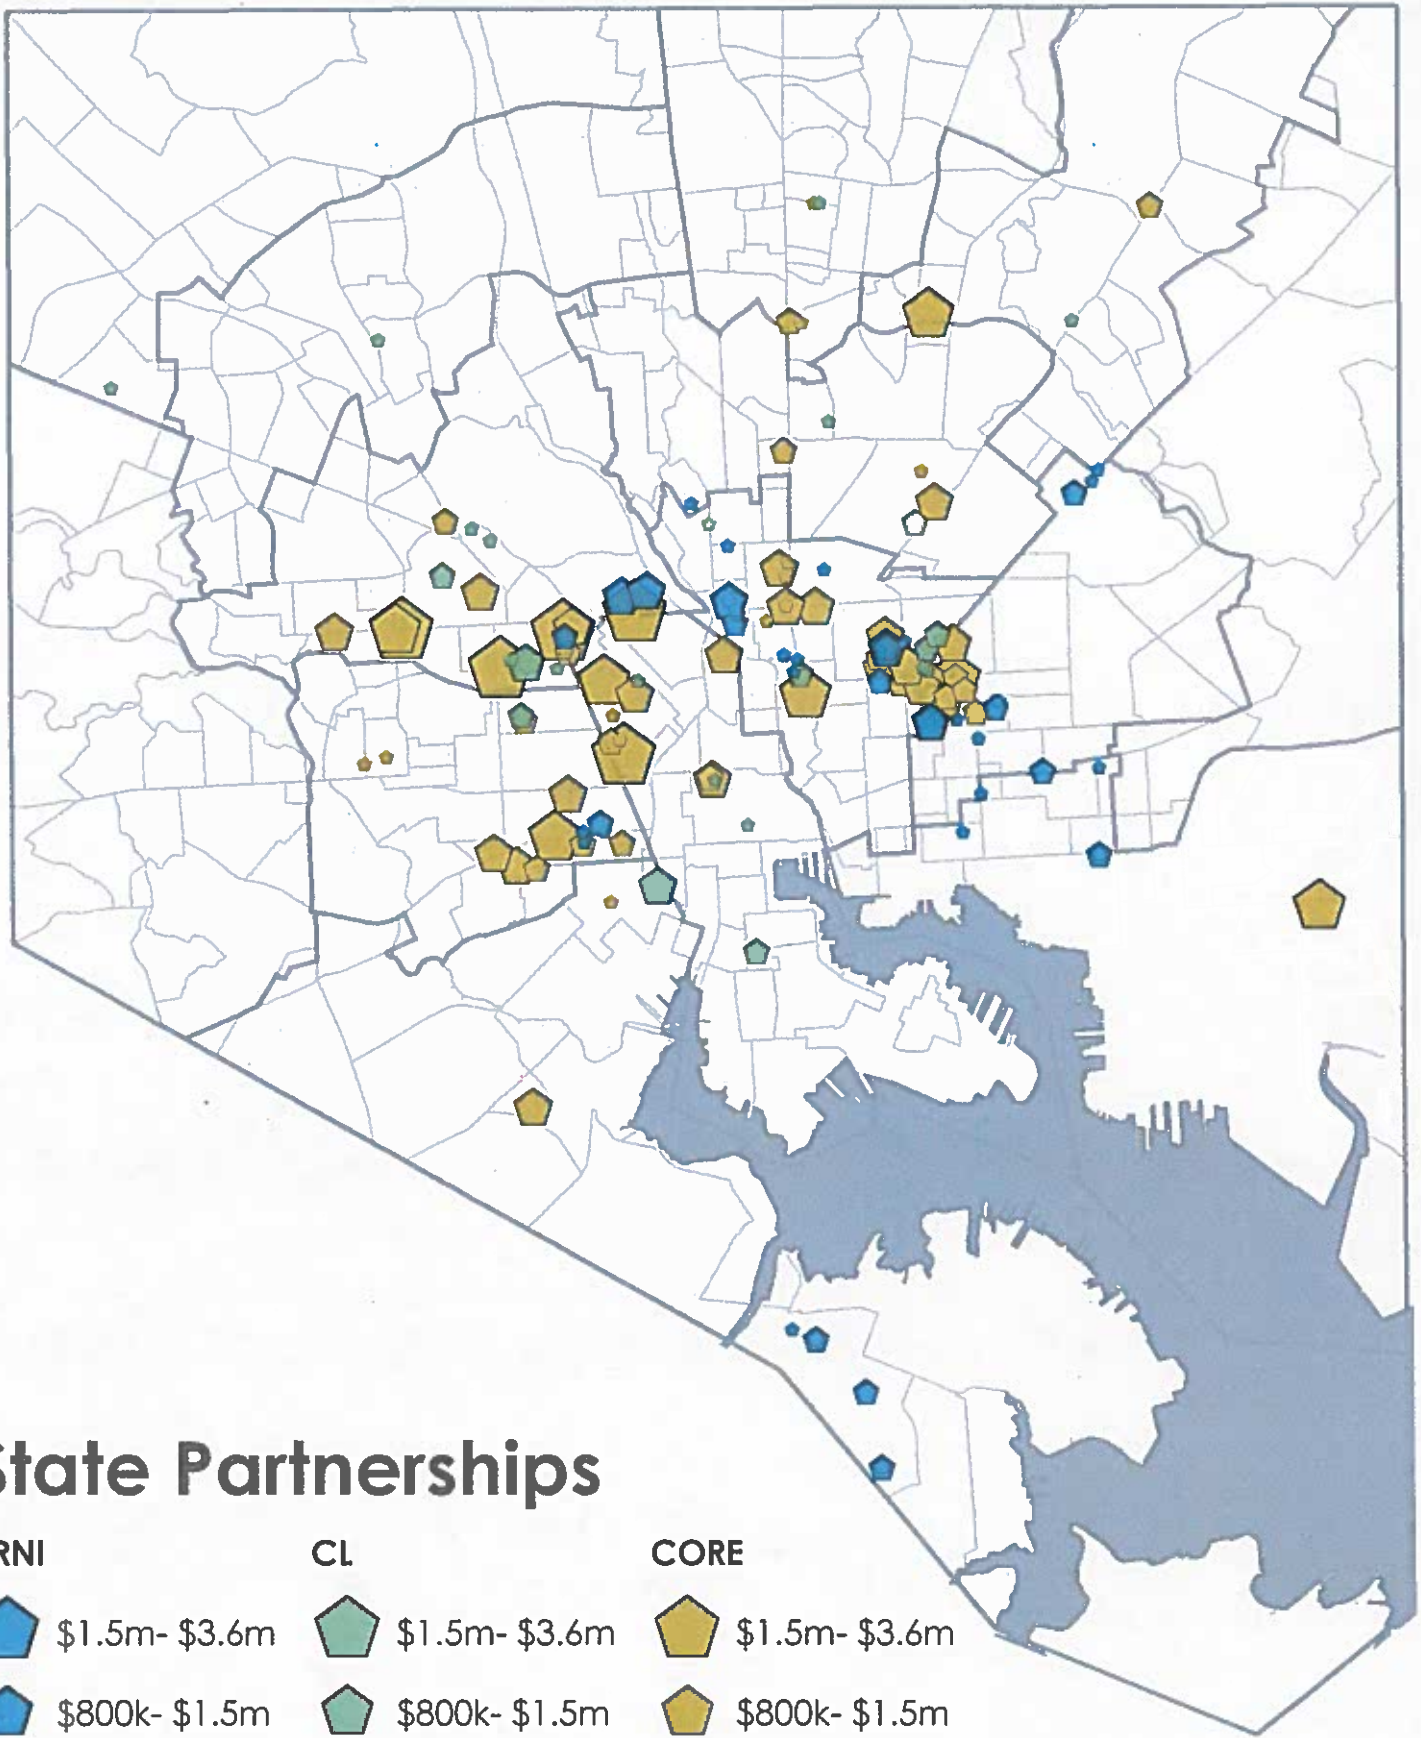 State Partnerships
RNI CL CORE
$1.5m- $3.6m $1.5m- $3.6m $1.5m- $3.6m
$800k- $1.5m $800k- $1.5m $800k- $1.5m